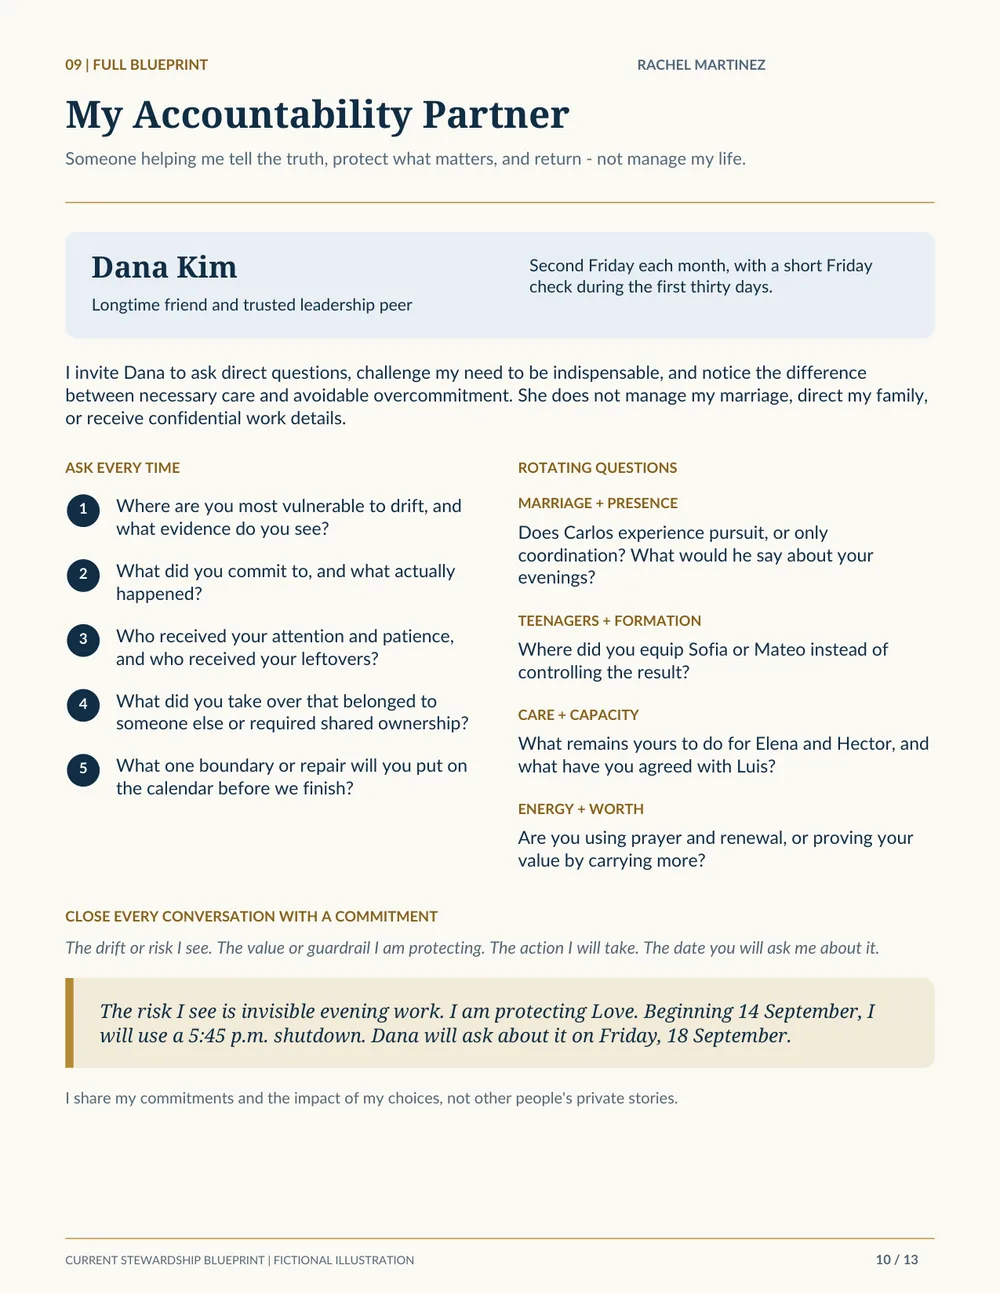 09 | FULL BLUEPRINT
RACHEL MARTINEZ
My Accountability Partner
Someone helping me tell the truth, protect what matters, and return - not manage my life.
Dana Kim
Longtime friend and trusted leadership peer
Second Friday each month, with a short Friday
check during the first thirty days.
I invite Dana to ask direct questions, challenge my need to be indispensable, and notice the difference
between necessary care and avoidable overcommitment. She does not manage my marriage, direct my family,
or receive confidential work details.
ASK EVERY TIME
1
Where are you most vulnerable to drift, and
what evidence do you see?
2
What did you commit to, and what actually
happened?
3
Who received your attention and patience,
and who received your leftovers?
4
What did you take over that belonged to
someone else or required shared ownership?
5
What one boundary or repair will you put on
the calendar before we finish?
ROTATING QUESTIONS
MARRIAGE + PRESENCE
Does Carlos experience pursuit, or only
coordination? What would he say about your
evenings?
TEENAGERS + FORMATION
Where did you equip Sofia or Mateo instead of
controlling the result?
CARE + CAPACITY
What remains yours to do for Elena and Hector, and
what have you agreed with Luis?
ENERGY + WORTH
Are you using prayer and renewal, or proving your
value by carrying more?
CLOSE EVERY CONVERSATION WITH A COMMITMENT
The drift or risk I see. The value or guardrail I am protecting. The action I will take. The date you will ask me about it.
The risk I see is invisible evening work. I am protecting Love. Beginning 14 September, I
will use a 5:45 p.m. shutdown. Dana will ask about it on Friday, 18 September.
I share my commitments and the impact of my choices, not other people's private stories.
CURRENT STEWARDSHIP BLUEPRINT | FICTIONAL ILLUSTRATION
10 / 13